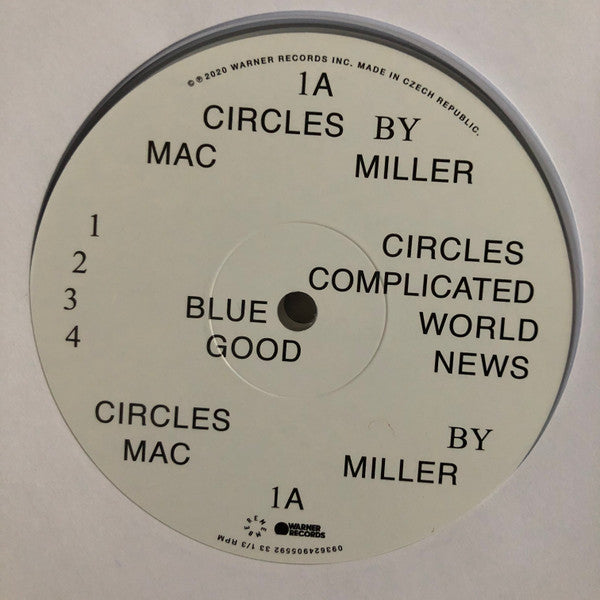 ©℗2020 WARNER RECORDS INC. MADE IN CZECH REPUBLIC.
1A
CIRCLES BY
MAC MILLER
1 CIRCLES
2 COMPLICATED
3 BLUE WORLD
4 GOOD NEWS
CIRCLES BY
MAC MILLER
1A
REMEMBER
WARNER RECORDS
093624905592 33 1/3 RPM